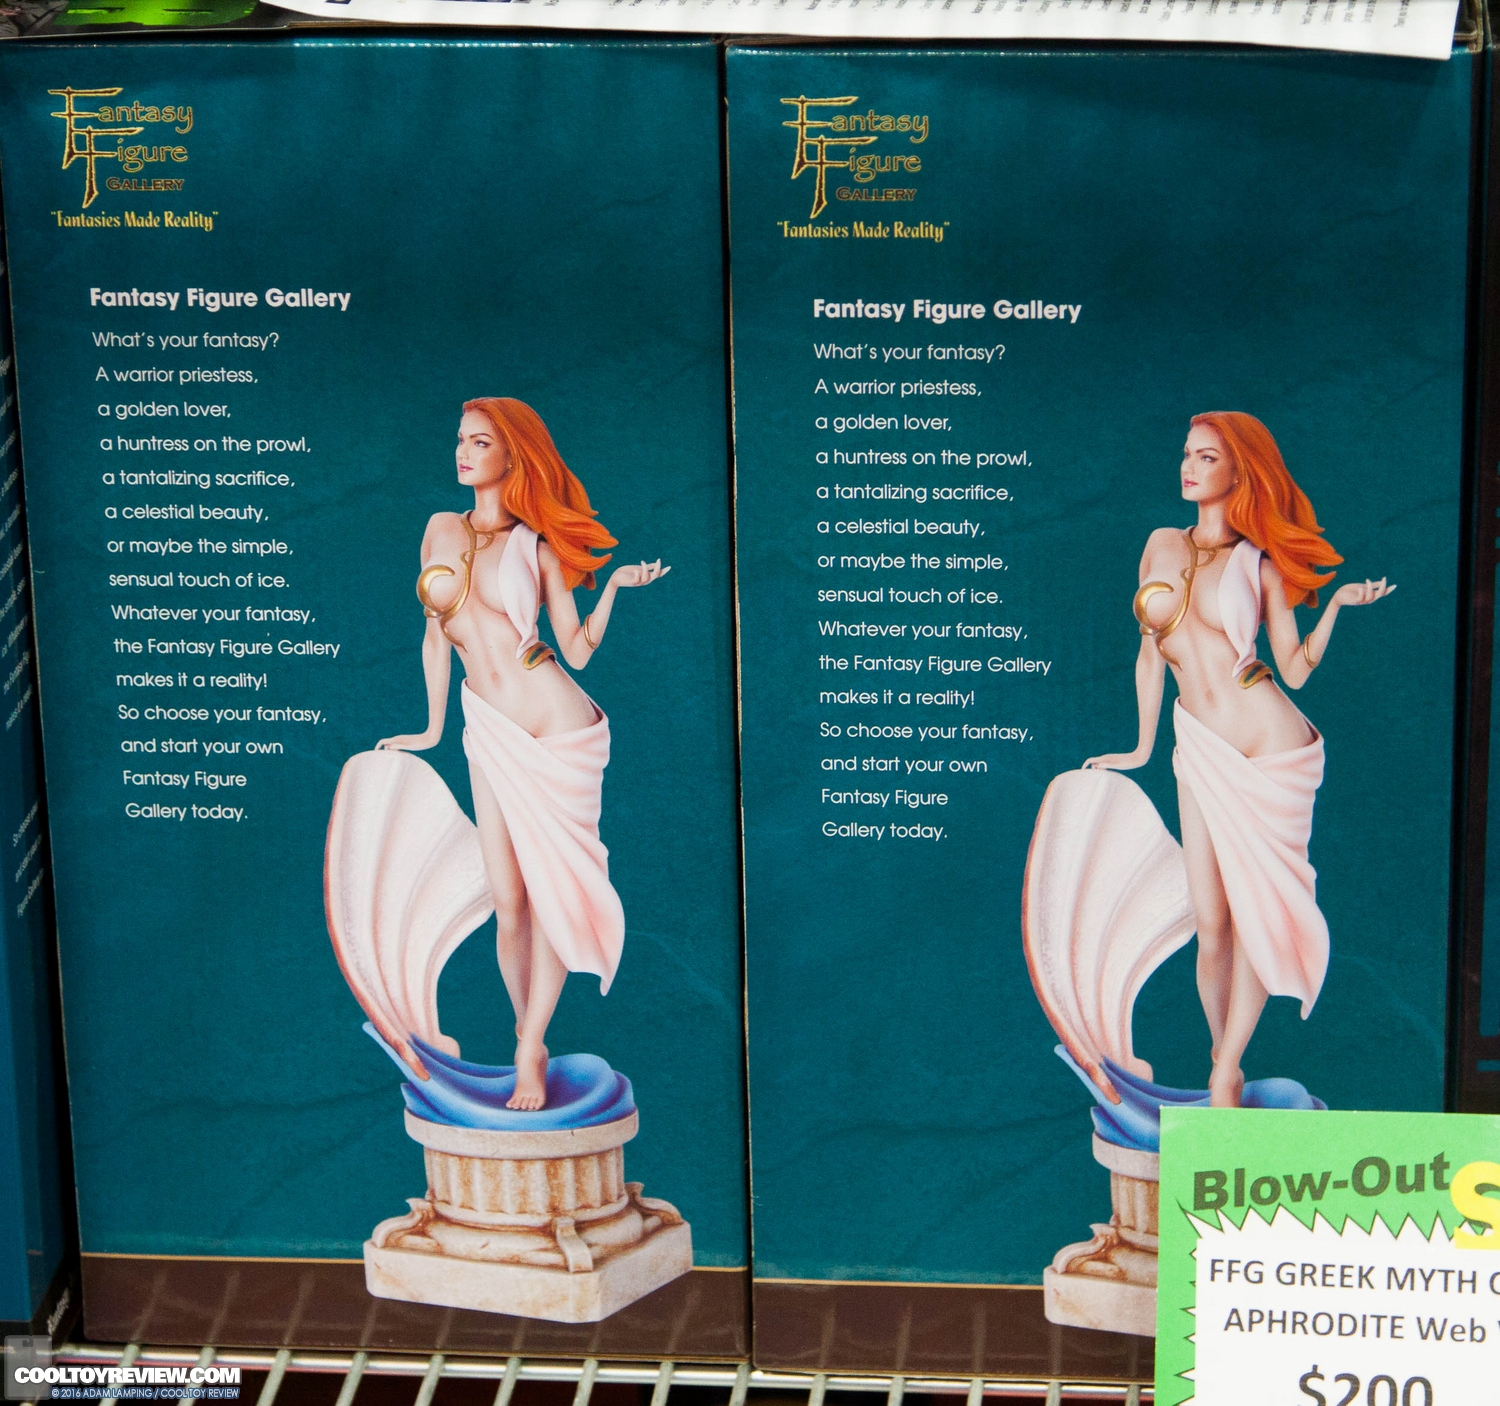 Fantasy
Figure
GALLERY
"Fantasies Made Reality"
Fantasy Figure Gallery
What's your fantasy?
A warrior priestess,
a golden lover,
a huntress on the prowl,
a tantalizing sacrifice,
a celestial beauty,
or maybe the simple,
sensual touch of ice.
Whatever your fantasy,
the Fantasy Figure Gallery
makes it a reality!
So choose your fantasy,
and start your own
Fantasy Figure
Gallery today.
Fantasy
Figure
GALLERY
"Fantasies Made Reality"
Fantasy Figure Gallery
What's your fantasy?
A warrior priestess,
a golden lover,
a huntress on the prowl,
a tantalizing sacrifice,
a celestial beauty,
or maybe the simple,
sensual touch of ice.
Whatever your fantasy,
the Fantasy Figure Gallery
makes it a reality!
So choose your fantasy,
and start your own
Fantasy Figure
Gallery today.
Blow-Out
FFG GREEK MYTH
APHRODITE Web
$200
COOLTOYREVIEW.COM
© 2016 ADAM LAMPING / COOL TOY REVIEW